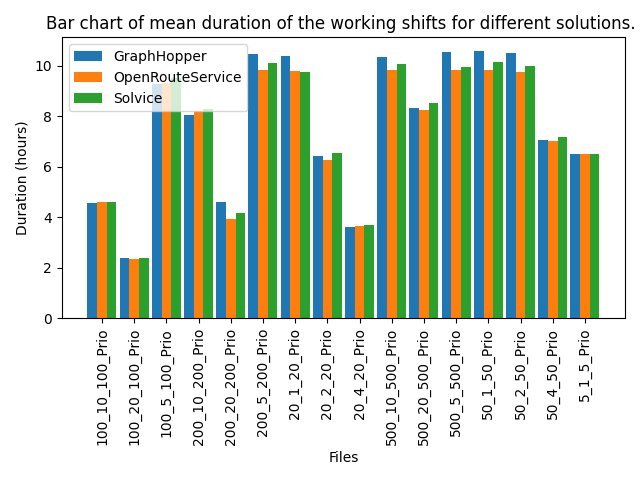 Bar chart of mean duration of the working shifts for different solutions.
GraphHopper
OpenRouteService
Solvice
Duration (hours)
10
8
6
4
2
0
100_10_100_Prio
100_20_100_Prio
100_5_100_Prio
200_10_200_Prio
200_20_200_Prio
200_5_200_Prio
20_1_20_Prio
20_2_20_Prio
20_4_20_Prio
500_10_500_Prio
500_20_500_Prio
500_5_500_Prio
50_1_50_Prio
50_2_50_Prio
50_4_50_Prio
5_1_5_Prio
Files